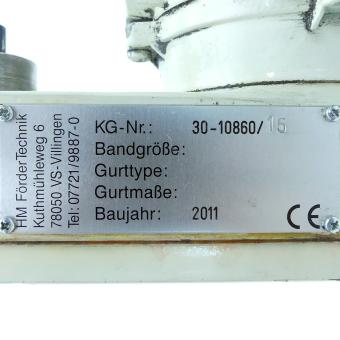 HM FörderTechnik
Kuthmühleweg 6
78050 VS-Villingen
Tel:07721/9887-0
KG-Nr.: 30-10860/15
Bandgröße:
Gurttype:
Gurtmaße:
Baujahr: 2011
CE